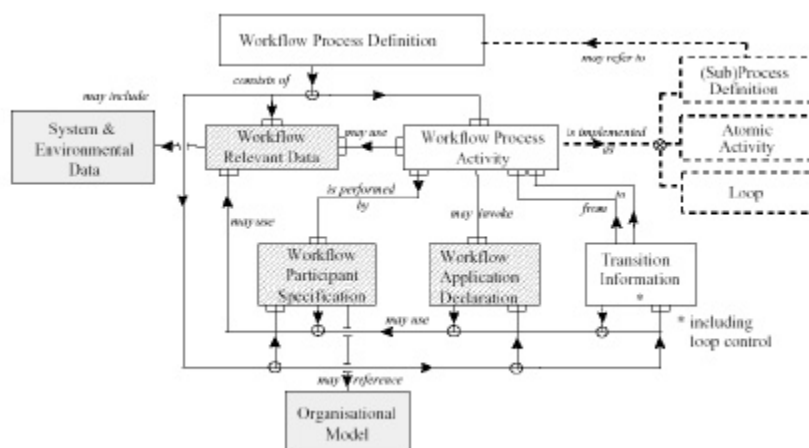 Workflow Process Definition
may refer to
(Sub)Process
Definition
consists of
may include
System &
Environmental
Data
Workflow
Relevant Data
may use
Workflow Process
Activity
is implemented
as
Atomic
Activity
Loop
is performed
by
may use
may invoke
from
to
Workflow
Participant
Specification
Workflow
Application
Declaration
Transition
Information
*
may use
* including
loop control
may reference
Organisational
Model